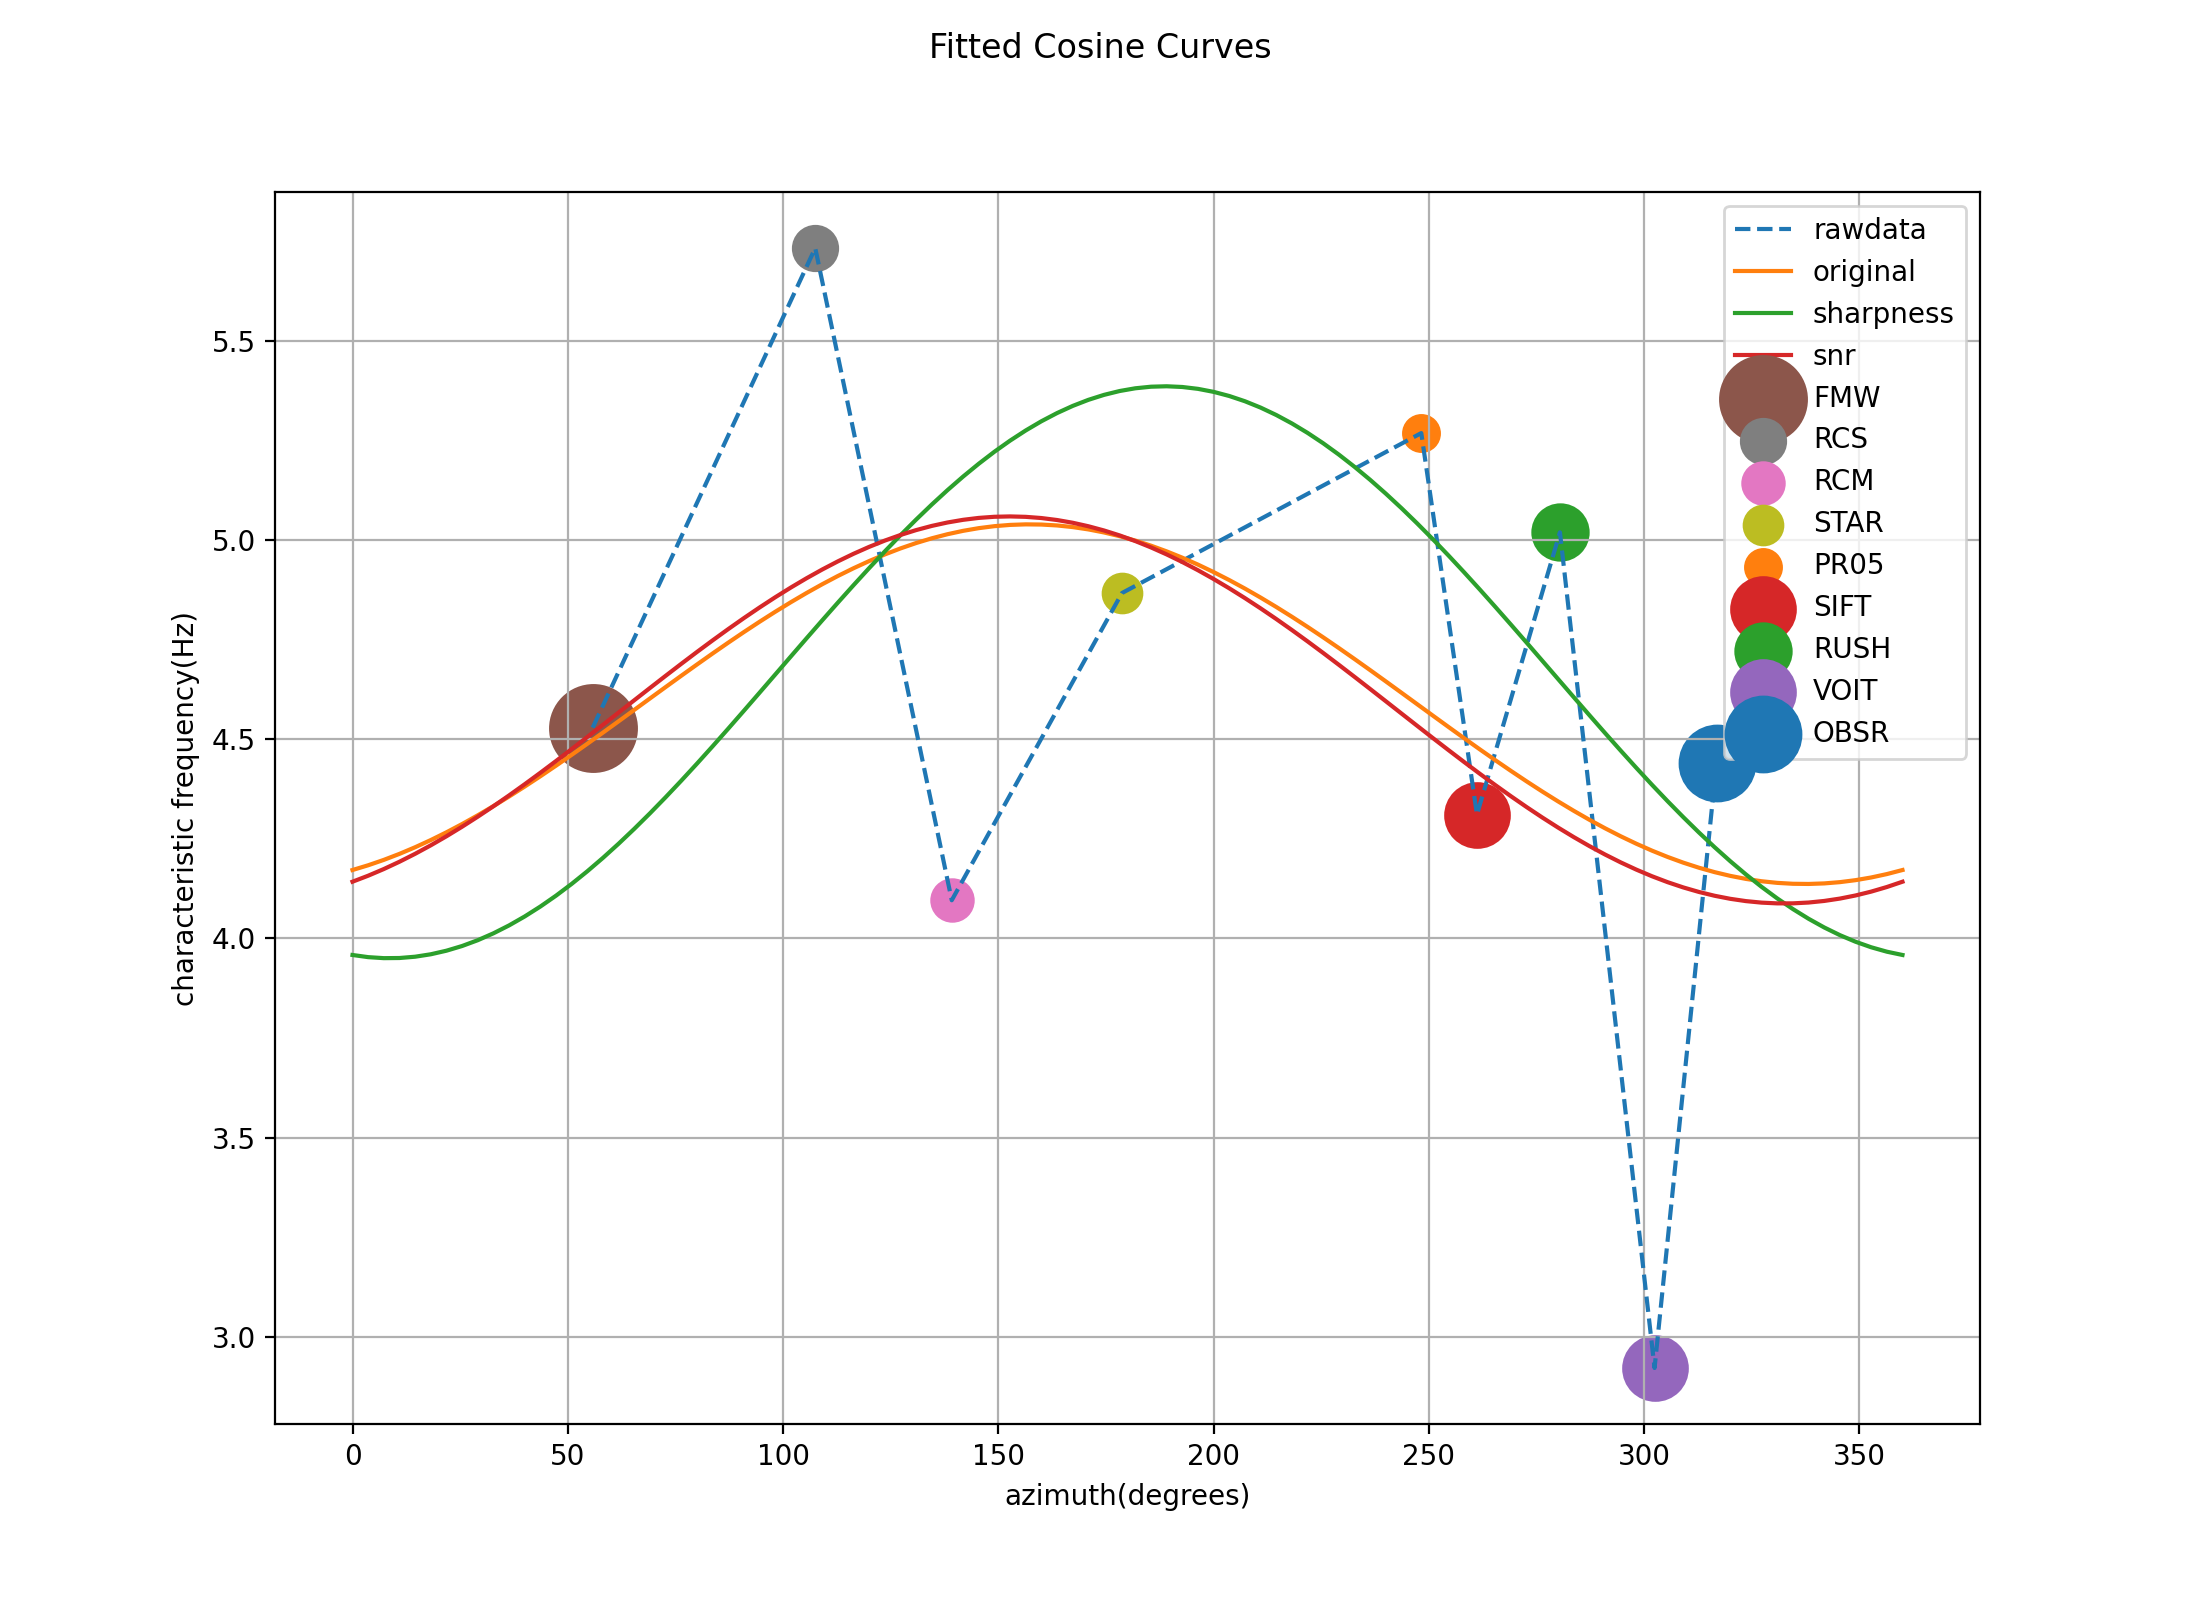 Fitted Cosine Curves
rawdata
original
sharpness
snr
FMW
RCS
RCM
STAR
PR05
SIFT
RUSH
VOIT
OBSR
characteristic frequency(Hz)
5.5
5.0
4.5
4.0
3.5
3.0
0 50 100 150 200 250 300 350
azimuth(degrees)